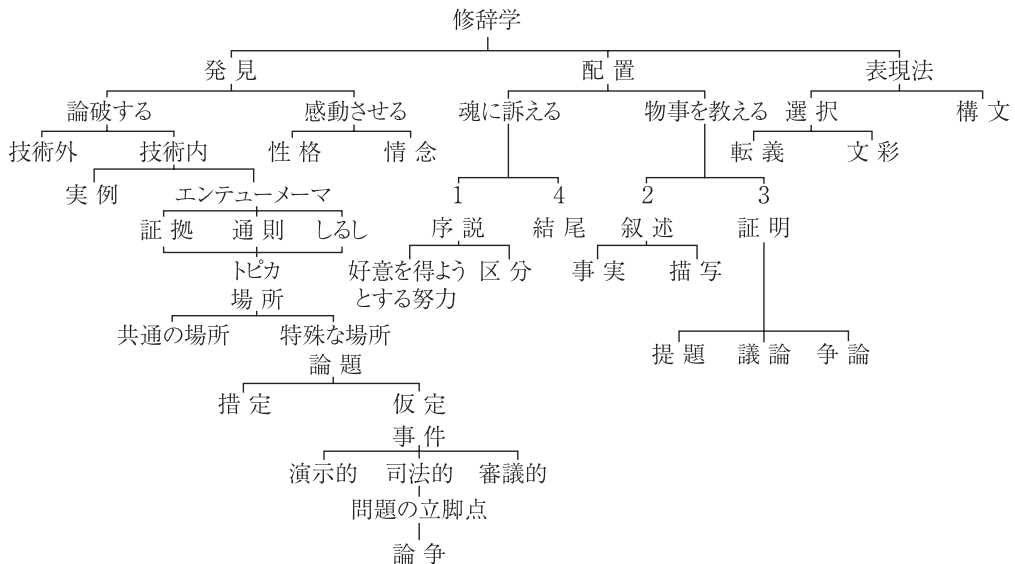 修辞学
発見 配置 表現法
論破する 感動させる 魂に訴える 物事を教える 選択 構文
技術外 技術内 性格 情念 転義 文彩
実例 エンテューメーマ 1 4 2 3
証拠 通則 しるし 序説 結尾 叙述 証明
トピカ 好意を得よう 区分 事実 描写
場所 とする努力
共通の場所 特殊な場所 提題 議論 争論
論題
措定 仮定
事件
演示的 司法的 審議的
問題の立脚点
論争